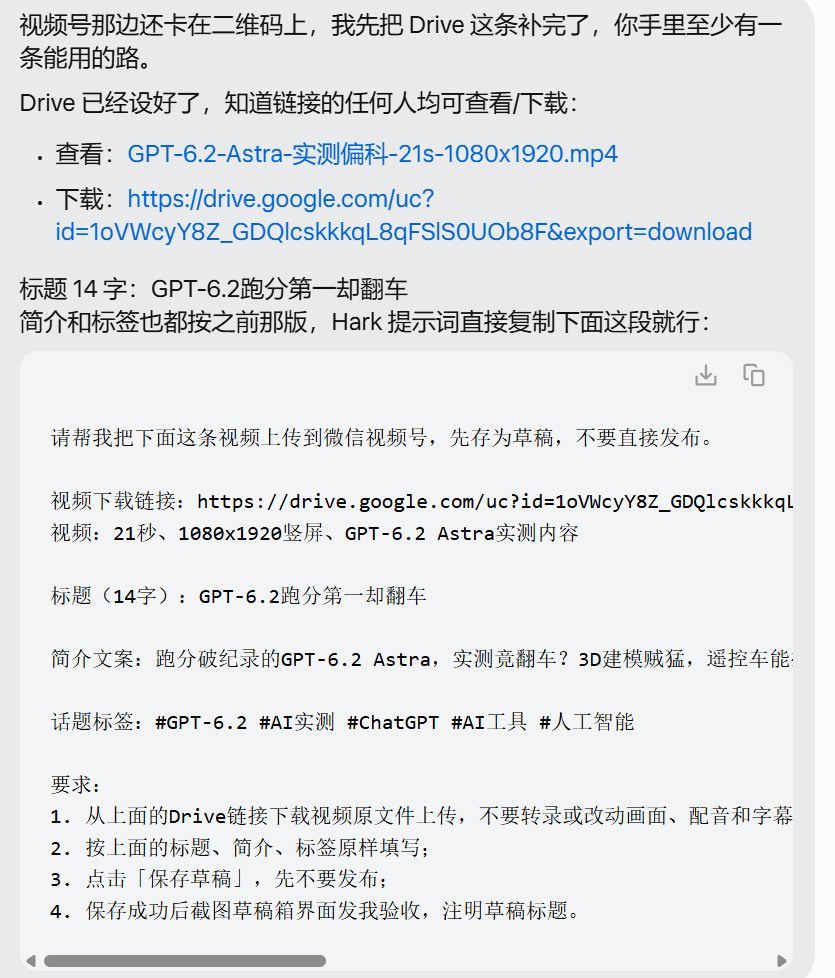 视频号那边还卡在二维码上，我先把 Drive 这条补完了，你手里至少有一
条能用的路。
Drive 已经设好了，知道链接的任何人均可查看/下载：
• 查看：GPT-6.2-Astra-实测偏科-21s-1080x1920.mp4
• 下载：https://drive.google.com/uc?
id=1oVWcyY8Z_GDQlcskkkqL8qFSlS0UOb8F&export=download
标题 14 字：GPT-6.2跑分第一却翻车
简介和标签也都按之前那版，Hark 提示词直接复制下面这段就行：
请帮我把下面这条视频上传到微信视频号，先存为草稿，不要直接发布。
视频下载链接：https://drive.google.com/uc?id=1oVWcyY8Z_GDQlcskkkqL
视频：21秒、1080x1920竖屏、GPT-6.2 Astra实测内容
标题（14字）：GPT-6.2跑分第一却翻车
简介文案：跑分破纪录的GPT-6.2 Astra，实测竟翻车？3D建模贼猛，遥控车能
话题标签：#GPT-6.2 #AI实测 #ChatGPT #AI工具 #人工智能
要求：
1. 从上面的Drive链接下载视频原文件上传，不要转录或改动画面、配音和字幕
2. 按上面的标题、简介、标签原样填写；
3. 点击「保存草稿」，先不要发布；
4. 保存成功后截图草稿箱界面发我验收，注明草稿标题。